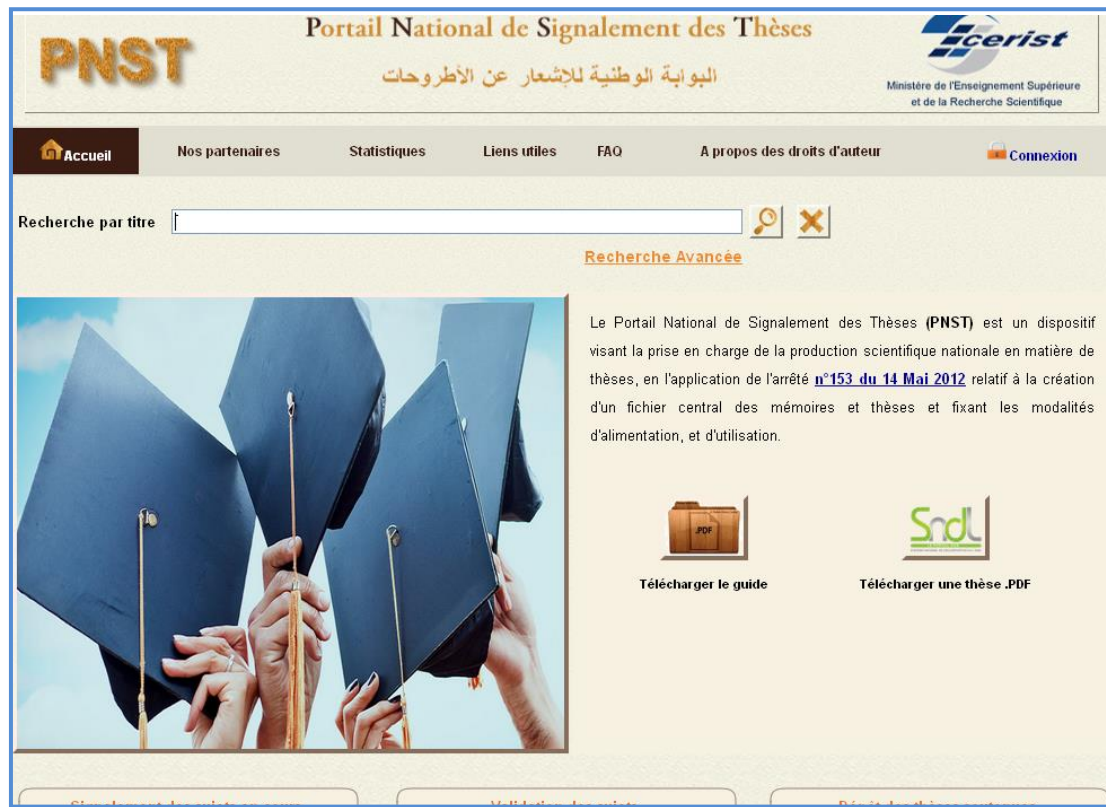 PNST
Portail National de Signalement des Thèses
البوابة الوطنية للإشعار عن الأطروحات
cerist
Ministère de l'Enseignement Supérieure
et de la Recherche Scientifique
Accueil Nos partenaires Statistiques Liens utiles FAQ A propos des droits d'auteur Connexion
Recherche par titre
Recherche Avancée
Le Portail National de Signalement des Thèses (PNST) est un dispositif
visant la prise en charge de la production scientifique nationale en matière de
thèses, en l'application de l'arrêté n°153 du 14 Mai 2012 relatif à la création
d'un fichier central des mémoires et thèses et fixant les modalités
d'alimentation, et d'utilisation.
.PDF
Sndl
Télécharger le guide Télécharger une thèse .PDF